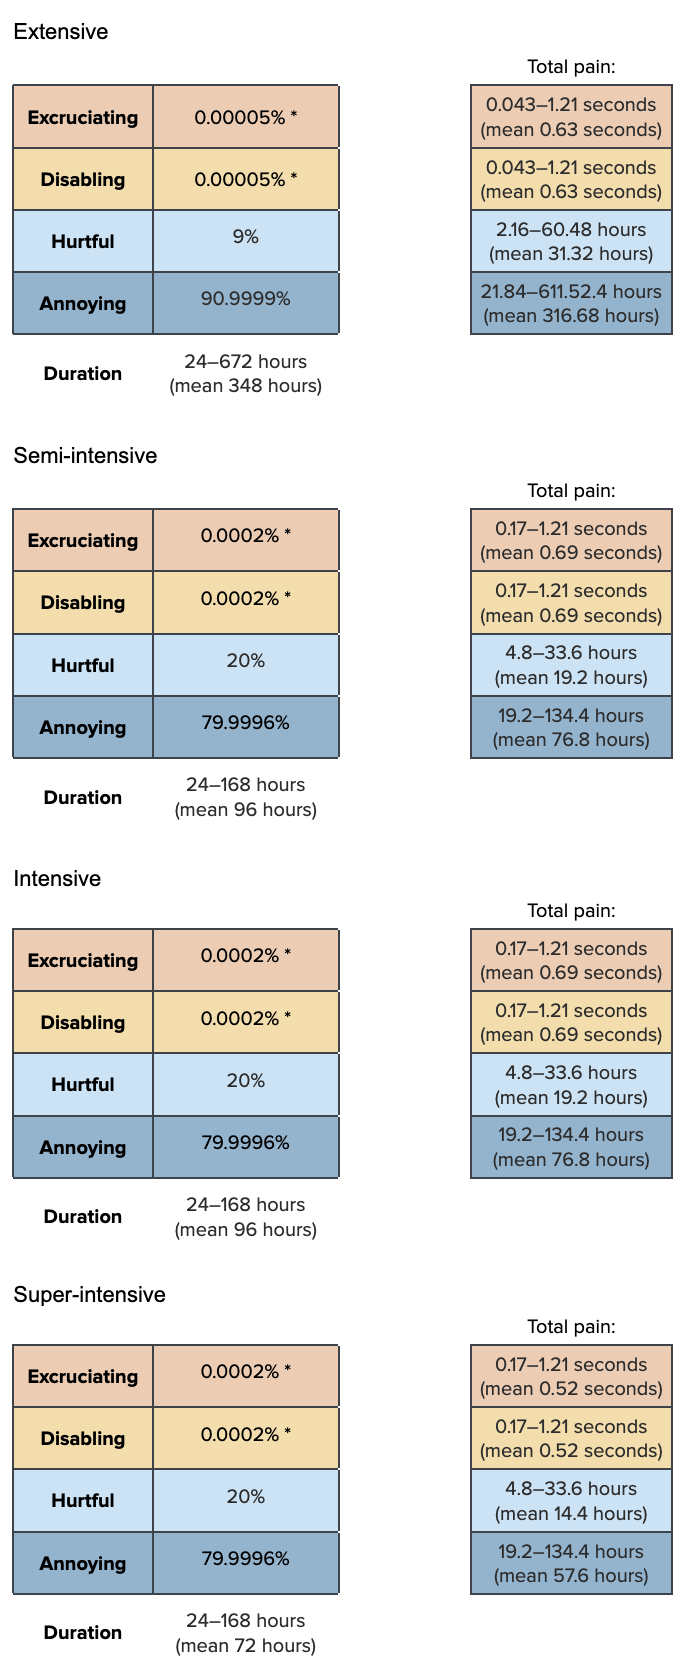 Extensive
Total pain:
Excruciating 0.00005% * 0.043–1.21 seconds
(mean 0.63 seconds)
Disabling 0.00005% * 0.043–1.21 seconds
(mean 0.63 seconds)
Hurtful 9% 2.16–60.48 hours
(mean 31.32 hours)
Annoying 90.9999% 21.84–611.52.4 hours
(mean 316.68 hours)
Duration 24–672 hours
(mean 348 hours)
Semi-intensive
Total pain:
Excruciating 0.0002% * 0.17–1.21 seconds
(mean 0.69 seconds)
Disabling 0.0002% * 0.17–1.21 seconds
(mean 0.69 seconds)
Hurtful 20% 4.8–33.6 hours
(mean 19.2 hours)
Annoying 79.9996% 19.2–134.4 hours
(mean 76.8 hours)
Duration 24–168 hours
(mean 96 hours)
Intensive
Total pain:
Excruciating 0.0002% * 0.17–1.21 seconds
(mean 0.69 seconds)
Disabling 0.0002% * 0.17–1.21 seconds
(mean 0.69 seconds)
Hurtful 20% 4.8–33.6 hours
(mean 19.2 hours)
Annoying 79.9996% 19.2–134.4 hours
(mean 76.8 hours)
Duration 24–168 hours
(mean 96 hours)
Super-intensive
Total pain:
Excruciating 0.0002% * 0.17–1.21 seconds
(mean 0.52 seconds)
Disabling 0.0002% * 0.17–1.21 seconds
(mean 0.52 seconds)
Hurtful 20% 4.8–33.6 hours
(mean 14.4 hours)
Annoying 79.9996% 19.2–134.4 hours
(mean 57.6 hours)
Duration 24–168 hours
(mean 72 hours)